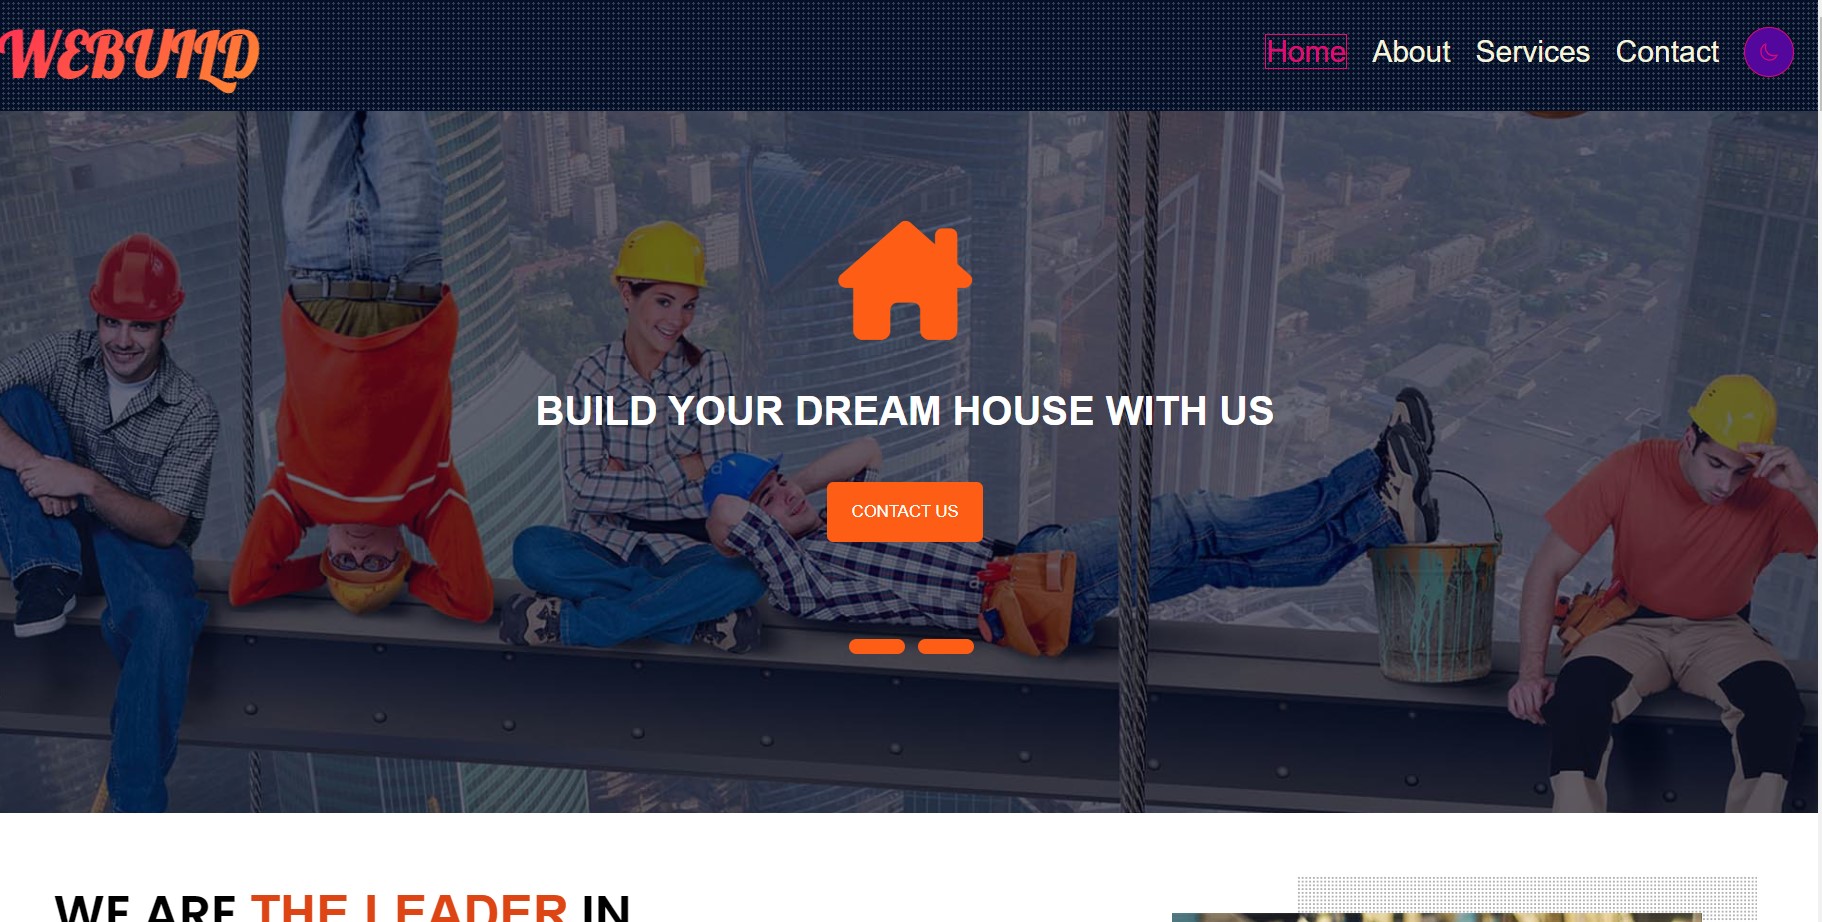 WEBUILD
Home About Services Contact
BUILD YOUR DREAM HOUSE WITH US
a
CONTACT US
a
WE ARE THE LEADER IN